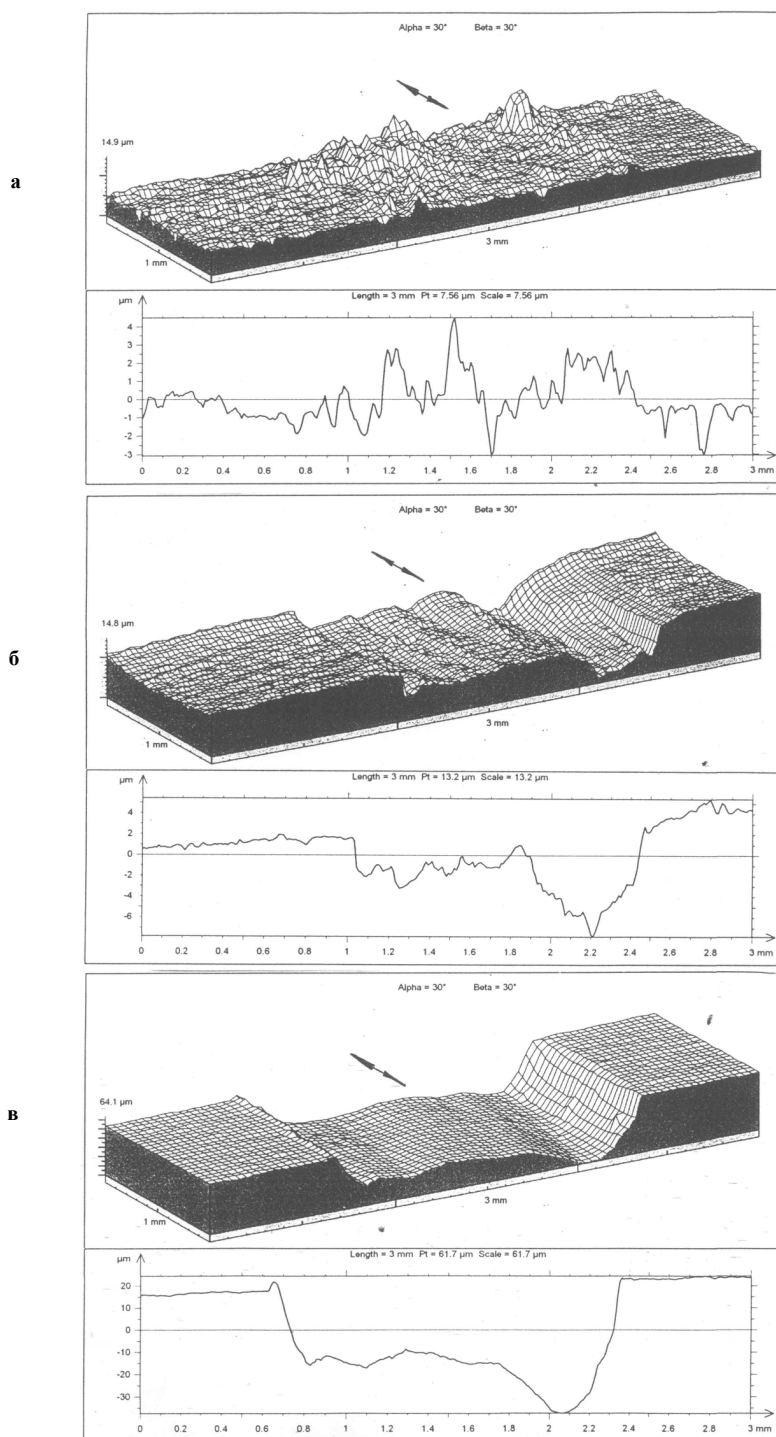 Alpha = 30° Beta = 30°
14.9 µm
а
1 mm
3 mm
Length = 3 mm Pt = 7.56 µm Scale = 7.56 µm
µm
4
3
2
1
0
-1
-2
-3
0 0.2 0.4 0.6 0.8 1 1.2 1.4 1.6 1.8 2 2.2 2.4 2.6 2.8 3 mm
Alpha = 30° Beta = 30°
14.8 µm
б
1 mm
3 mm
Length = 3 mm Pt = 13.2 µm Scale = 13.2 µm
µm
4
2
0
-2
-4
-6
0 0.2 0.4 0.6 0.8 1 1.2 1.4 1.6 1.8 2 2.2 2.4 2.6 2.8 3 mm
Alpha = 30° Beta = 30°
64.1 µm
в
1 mm
3 mm
Length = 3 mm Pt = 61.7 µm Scale = 61.7 µm
µm
20
10
0
-10
-20
-30
0 0.2 0.4 0.6 0.8 1 1.2 1.4 1.6 1.8 2 2.2 2.4 2.6 2.8 3 mm